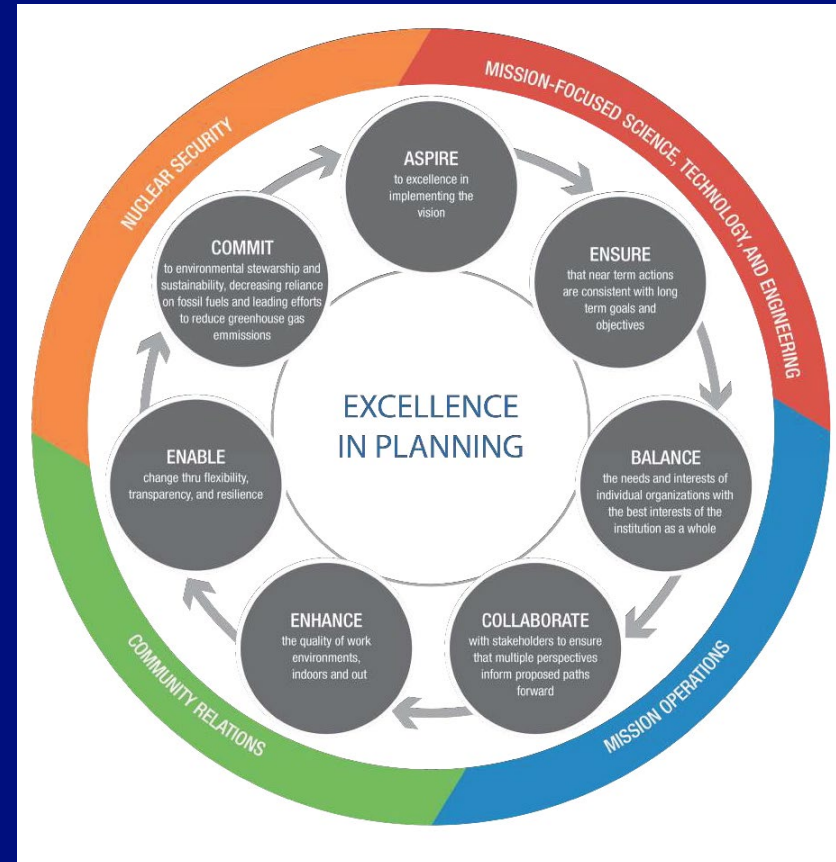 NUCLEAR SECURITY
MISSION-FOCUSED SCIENCE, TECHNOLOGY, AND ENGINEERING
ASPIRE
to excellence in
implementing the
vision
ENSURE
that near term actions
are consistent with long
term goals and
objectives
BALANCE
the needs and interests of
individual organizations with
the best interests of the
institution as a whole
COLLABORATE
with stakeholders to ensure
that multiple perspectives
inform proposed paths
forward
ENHANCE
the quality of work
environments,
indoors and out
ENABLE
change thru flexibility,
transparency, and resilience
COMMIT
to environmental stewarship and
sustainability, decreasing reliance
on fossil fuels and leading efforts
to reduce greenhouse gas
emmissions
EXCELLENCE
IN PLANNING
COMMUNITY RELATIONS
MISSION OPERATIONS